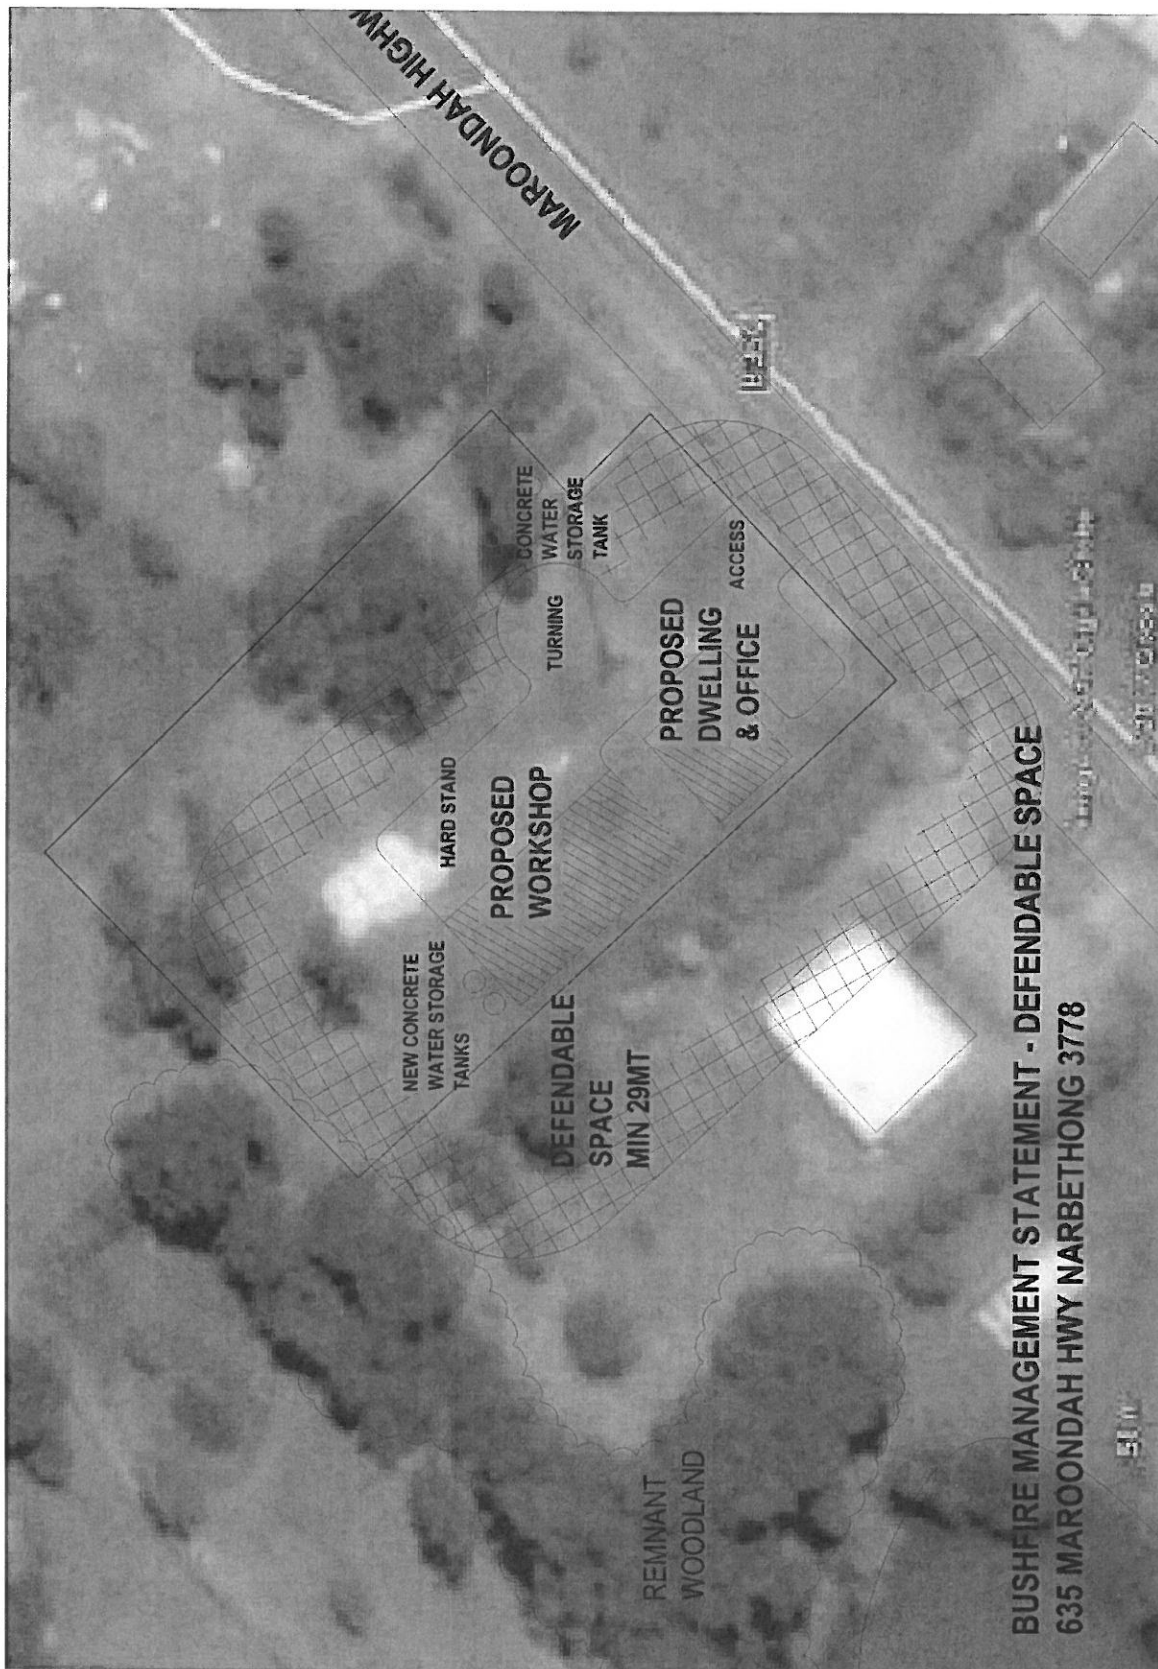 MAROONDAH HIGHW
CONCRETE
WATER
STORAGE
TANK
TURNING
ACCESS
PROPOSED
DWELLING
& OFFICE
HARD STAND
PROPOSED
WORKSHOP
NEW CONCRETE
WATER STORAGE
TANKS
DEFENDABLE
SPACE
MIN 29MT
REMNANT
WOODLAND
BUSHFIRE MANAGEMENT STATEMENT - DEFENDABLE SPACE
635 MAROONDAH HWY NARBETHONG 3778